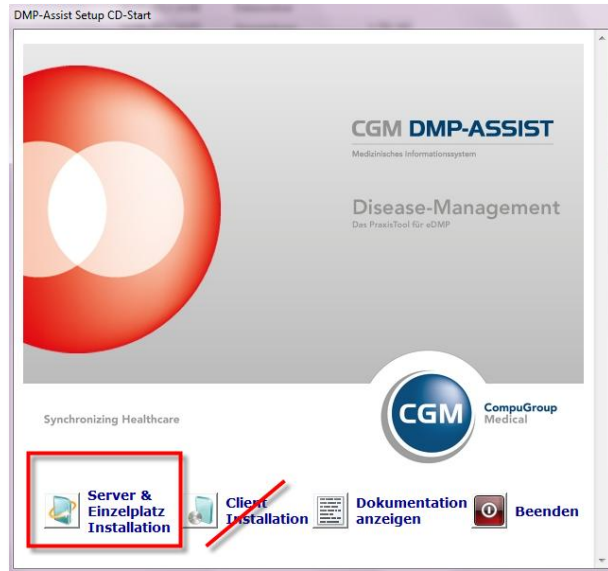 DMP-Assist Setup CD-Start
CGM DMP-ASSIST
Medizinisches Informationssystem
Disease-Management
Das PraxisTool für eDMP
Synchronizing Healthcare
CGM
CompuGroup
Medical
Server &
Einzelplatz
Installation
Client
Installation
Dokumentation
anzeigen
Beenden